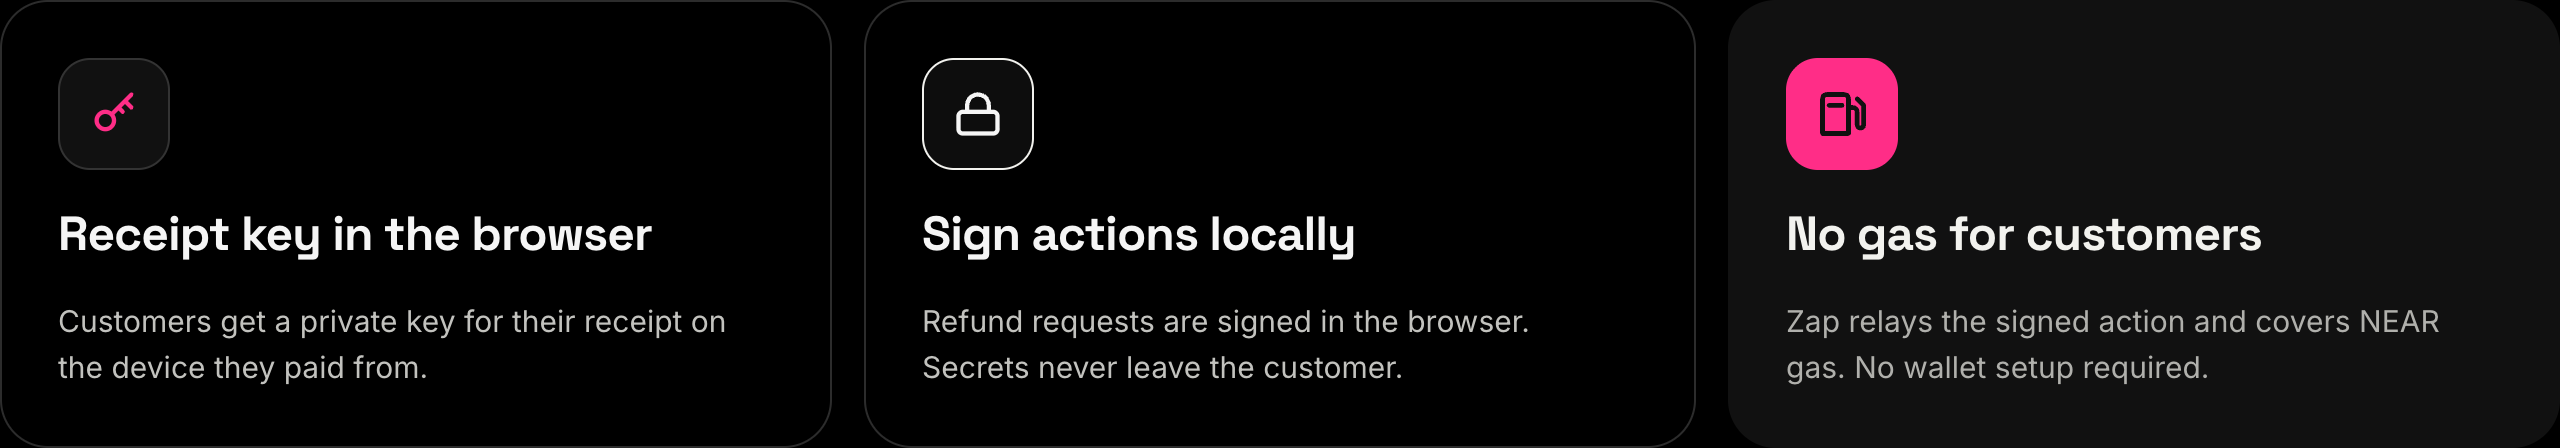 Receipt key in the browser
Customers get a private key for their receipt on
the device they paid from.
Sign actions locally
Refund requests are signed in the browser.
Secrets never leave the customer.
No gas for customers
Zap relays the signed action and covers NEAR
gas. No wallet setup required.